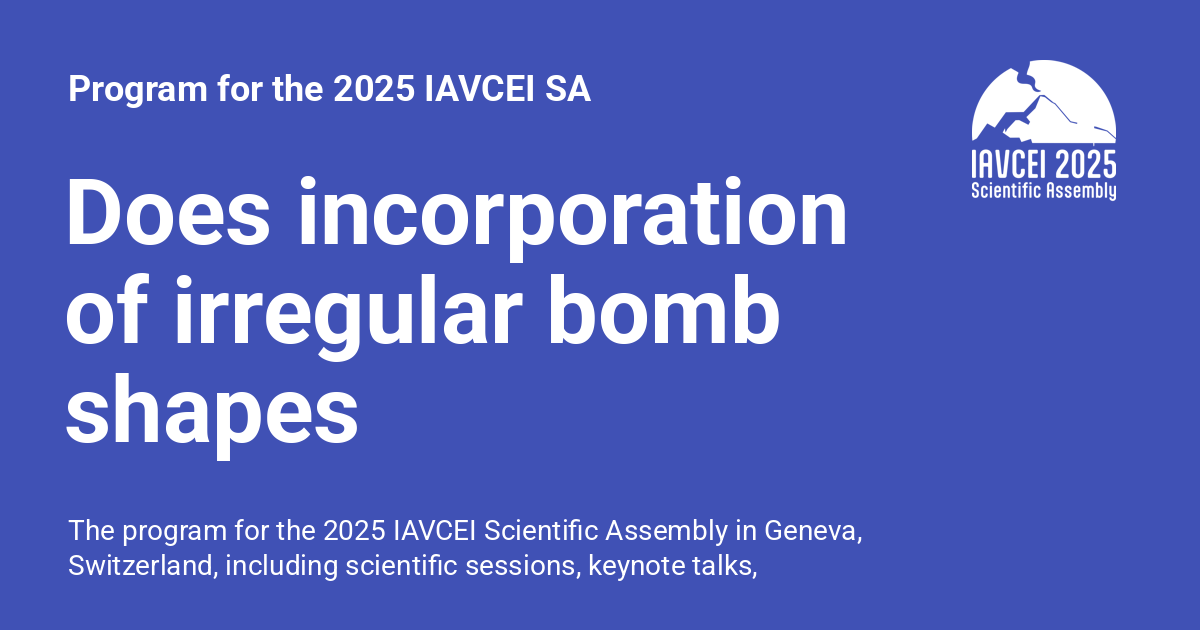 Program for the 2025 IAVCEI SA
IAVCEI 2025
Scientific Assembly
Does incorporation
of irregular bomb
shapes
The program for the 2025 IAVCEI Scientific Assembly in Geneva,
Switzerland, including scientific sessions, keynote talks,